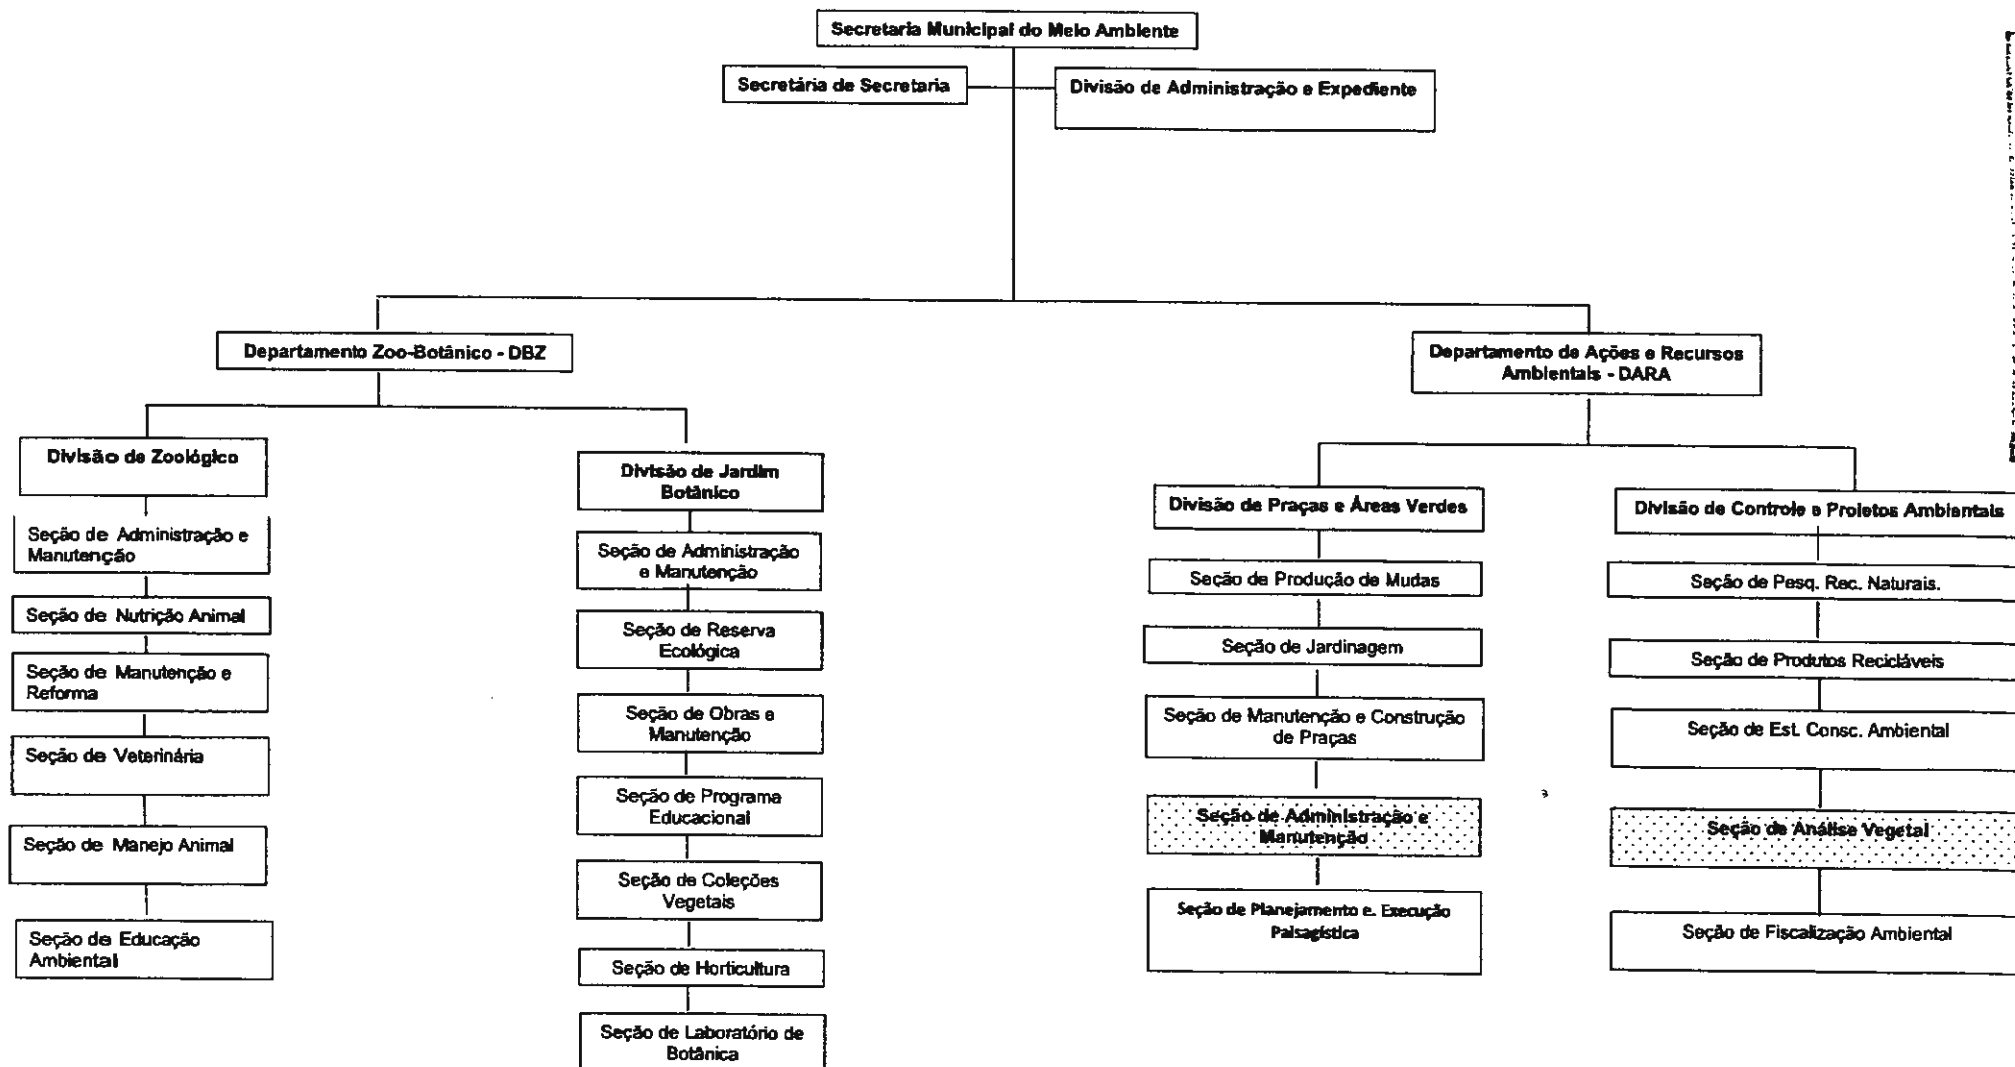 Secretaria Municipal do Meio Ambiente
Secretária de Secretaria
Divisão de Administração e Expediente
Departamento Zoo-Botânico - DBZ
Departamento de Ações e Recursos
Ambientais - DARA
Divisão de Zoológico
Seção de Administração e
Manutenção
Seção de Nutrição Animal
Seção de Manutenção e
Reforma
Seção de Veterinária
Seção de Manejo Animal
Seção de Educação
Ambiental
Divisão de Jardim
Botânico
Seção de Administração
e Manutenção
Seção de Reserva
Ecológica
Seção de Obras e
Manutenção
Seção de Programa
Educacional
Seção de Coleções
Vegetais
Seção de Horticultura
Seção de Laboratório de
Botânica
Divisão de Praças e Áreas Verdes
Seção de Produção de Mudas
Seção de Jardinagem
Seção de Manutenção e Construção
de Praças
Seção de Administração e
Manutenção
Seção de Planejamento e. Execução
Paisagística
Divisão de Controle e Projetos Ambientais
Seção de Pesq. Rec. Naturais.
Seção de Produtos Recicláveis
Seção de Est. Consc. Ambiental
Seção de Análise Vegetal
Seção de Fiscalização Ambiental